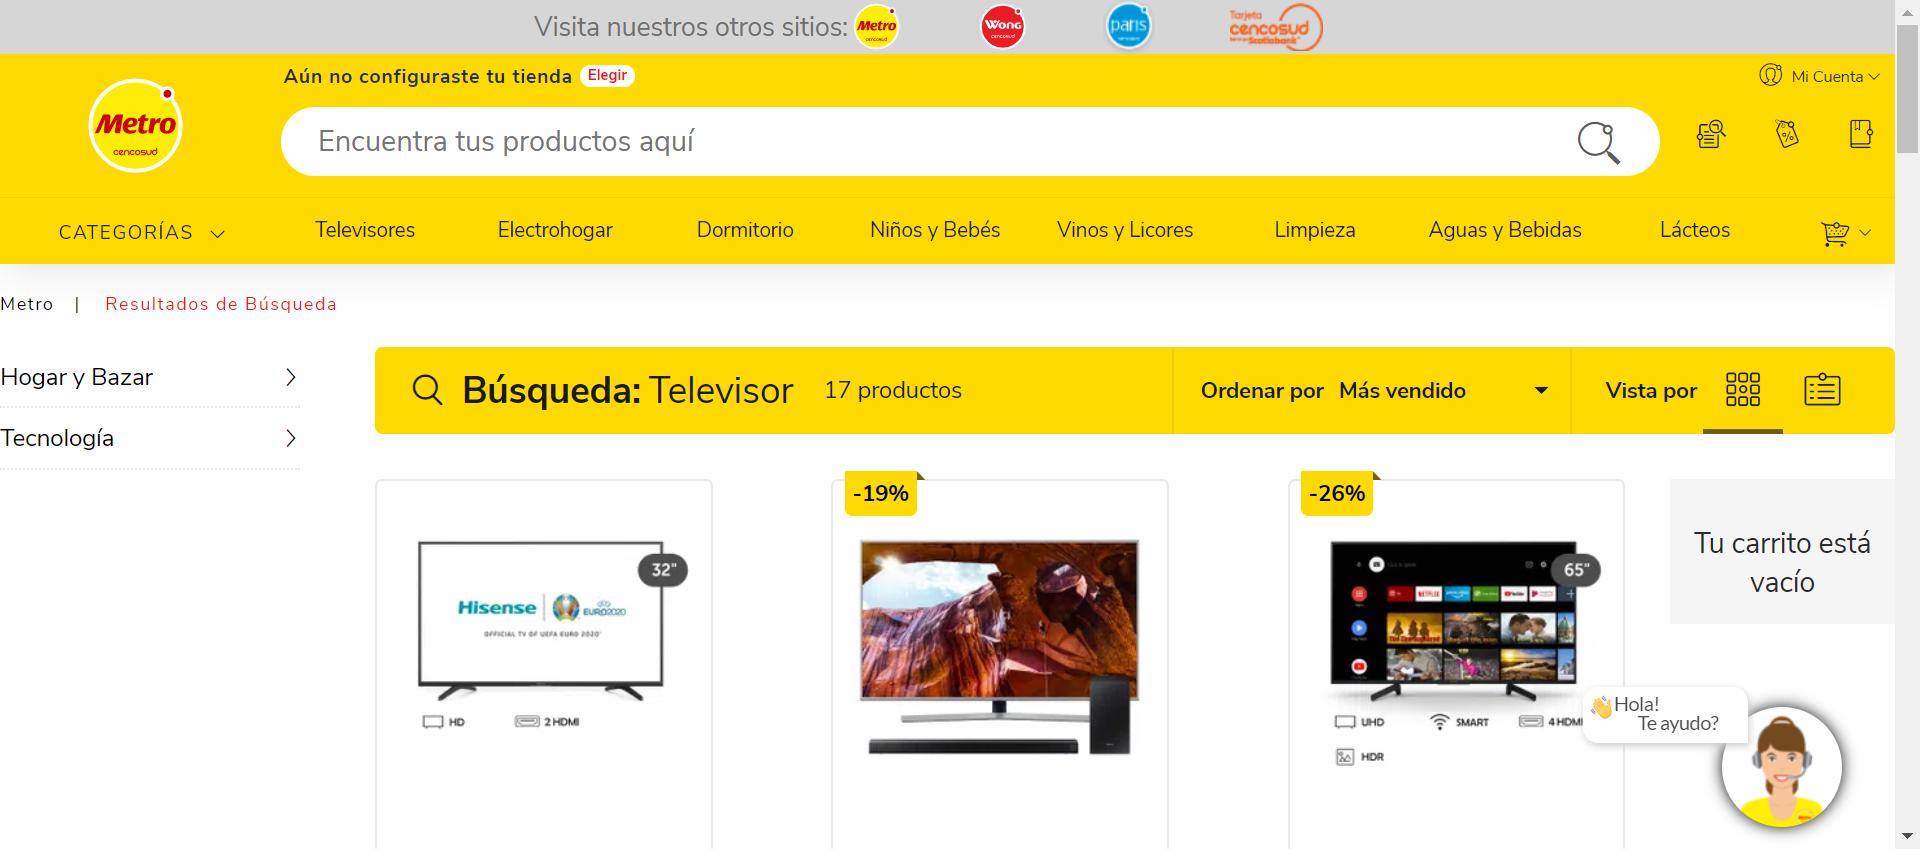 Visita nuestros otros sitios:
Metro
cencosud
Wong
cencosud
paris
cencosud
Tarjeta
cencosud
Scotiabank
Aún no configuraste tu tienda Elegir
Mi Cuenta
Metro
cencosud
Encuentra tus productos aquí
%
CATEGORÍAS Televisores Electrohogar Dormitorio Niños y Bebés Vinos y Licores Limpieza Aguas y Bebidas Lácteos
Metro | Resultados de Búsqueda
Hogar y Bazar
Tecnología
Búsqueda: Televisor 17 productos Ordenar por Más vendido Vista por
32"
Hisense EURO2020
OFFICIAL TV OF UEFA EURO 2020
HD 2 HDMI
-19%
-26%
65"
NETFLIX
YouTube
UHD SMART 4 HDMI
HDR
Tu carrito está
vacío
Hola!
Te ayudo?